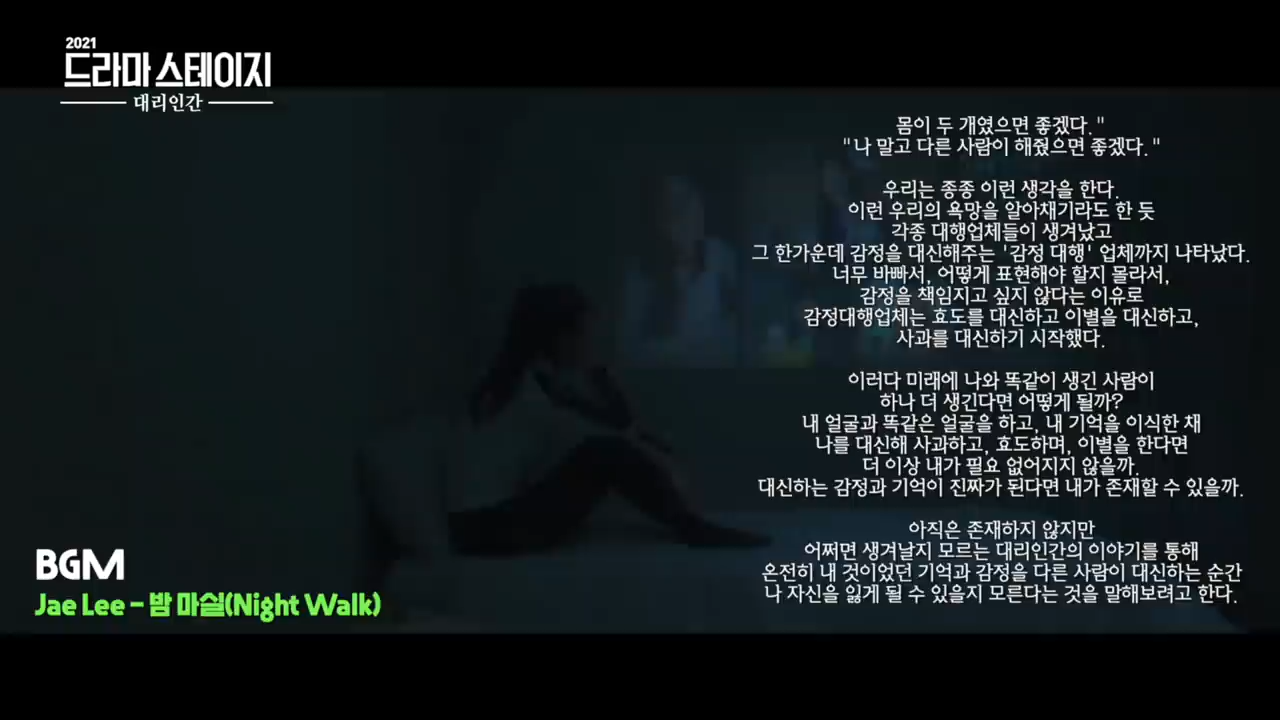 2021
드라마 스테이지
대리인간
몸이 두 개였으면 좋겠다."
"나 말고 다른 사람이 해줬으면 좋겠다."
우리는 종종 이런 생각을 한다.
이런 우리의 욕망을 알아채기라도 한 듯
각종 대행업체들이 생겨났고
그 한가운데 감정을 대신해주는 '감정 대행' 업체까지 나타났다.
너무 바빠서, 어떻게 표현해야 할지 몰라서,
감정을 책임지고 싶지 않다는 이유로
감정대행업체는 효도를 대신하고 이별을 대신하고,
사과를 대신하기 시작했다.
이러다 미래에 나와 똑같이 생긴 사람이
하나 더 생긴다면 어떻게 될까?
내 얼굴과 똑같은 얼굴을 하고, 내 기억을 이식한 채
나를 대신해 사과하고, 효도하며, 이별을 한다면
더 이상 내가 필요 없어지지 않을까.
대신하는 감정과 기억이 진짜가 된다면 내가 존재할 수 있을까.
아직은 존재하지 않지만
어쩌면 생겨날지 모르는 대리인간의 이야기를 통해
온전히 내 것이었던 기억과 감정을 다른 사람이 대신하는 순간
나 자신을 잃게 될 수 있을지 모른다는 것을 말해보려고 한다.
BGM
Jae Lee - 밤 마실(Night Walk)